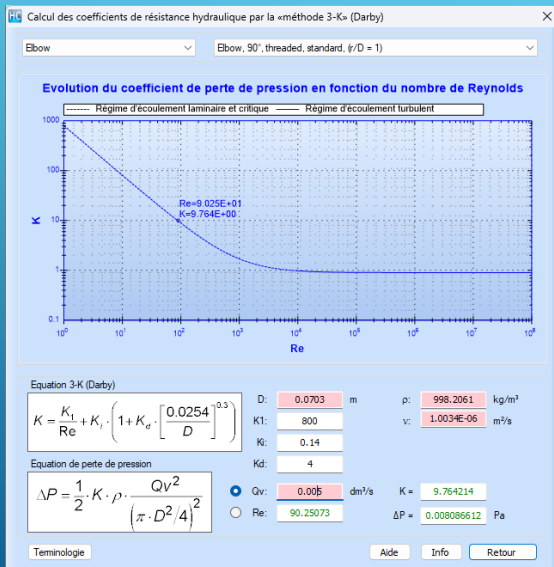 HC Calcul des coefficients de résistance hydraulique par la «méthode 3-K» (Darby)
Elbow Elbow, 90°, threaded, standard, (r/D = 1)
Evolution du coefficient de perte de pression en fonction du nombre de Reynolds
Régime d'écoulement laminaire et critique Régime d'écoulement turbulent
1000
100
10
1
0.1
K
Re=9.025E+01
K=9.764E+00
10⁰ 10¹ 10² 10³ 10⁴ 10⁵ 10⁶ 10⁷ 10⁸
Re
Equation 3-K (Darby)
K = K₁/Re + Kᵢ · (1 + K_d · [0.0254/D]^0.3)
Equation de perte de pression
ΔP = 1/2 · K · ρ · Qv²/(π · D²/4)²
D: 0.0703 m ρ: 998.2061 kg/m³
K1: 800 ν: 1.0034E-06 m²/s
Ki: 0.14
Kd: 4
Qv: 0.005 dm³/s K = 9.764214
Re: 90.25073 ΔP = 0.008086612 Pa
Terminologie Aide Info Retour